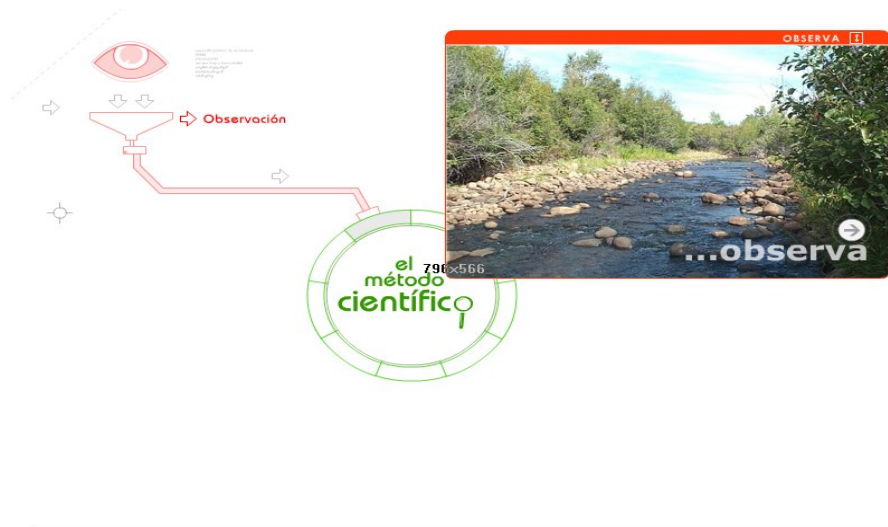 OBSERVA
Observación
...observa
el
796x566
método
científico